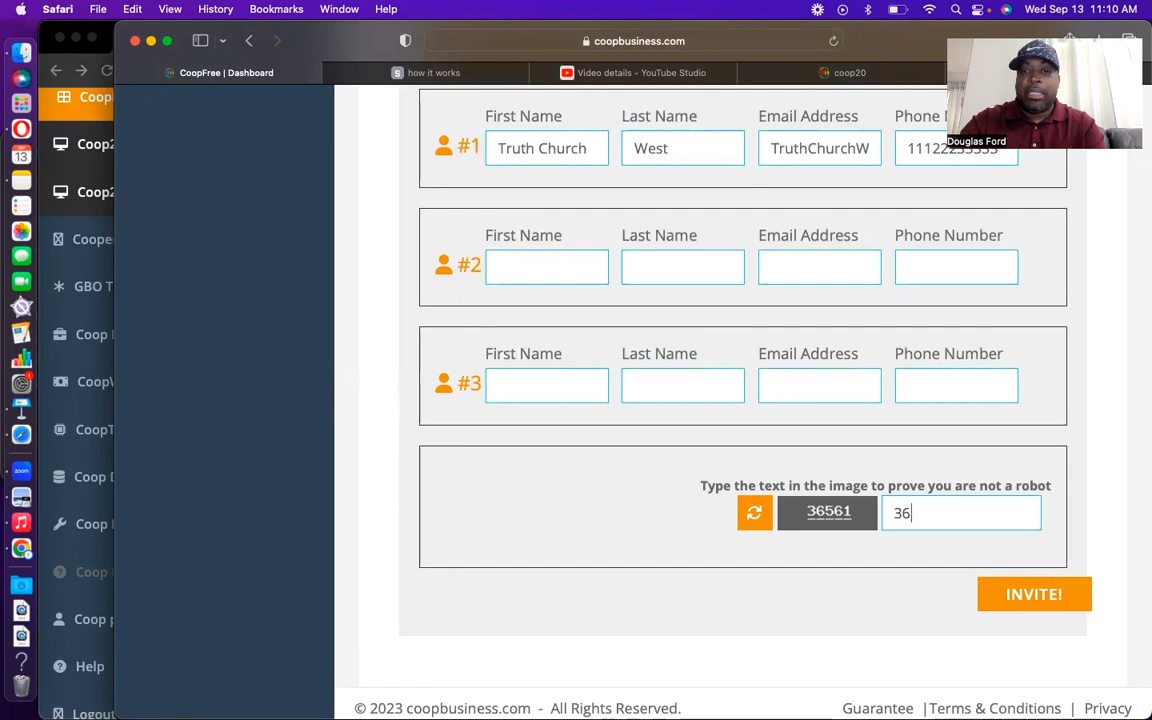 Safari File Edit View History Bookmarks Window Help Wed Sep 13 11:10 AM
coopbusiness.com
CoopFree | Dashboard how it works Video details - YouTube Studio coop20
Douglas Ford
First Name Last Name Email Address
#1 Truth Church West TruthChurchW
First Name Last Name Email Address Phone Number
#2
First Name Last Name Email Address Phone Number
#3
Type the text in the image to prove you are not a robot
36561 36
INVITE!
© 2023 coopbusiness.com - All Rights Reserved. Guarantee | Terms & Conditions | Privacy
Help